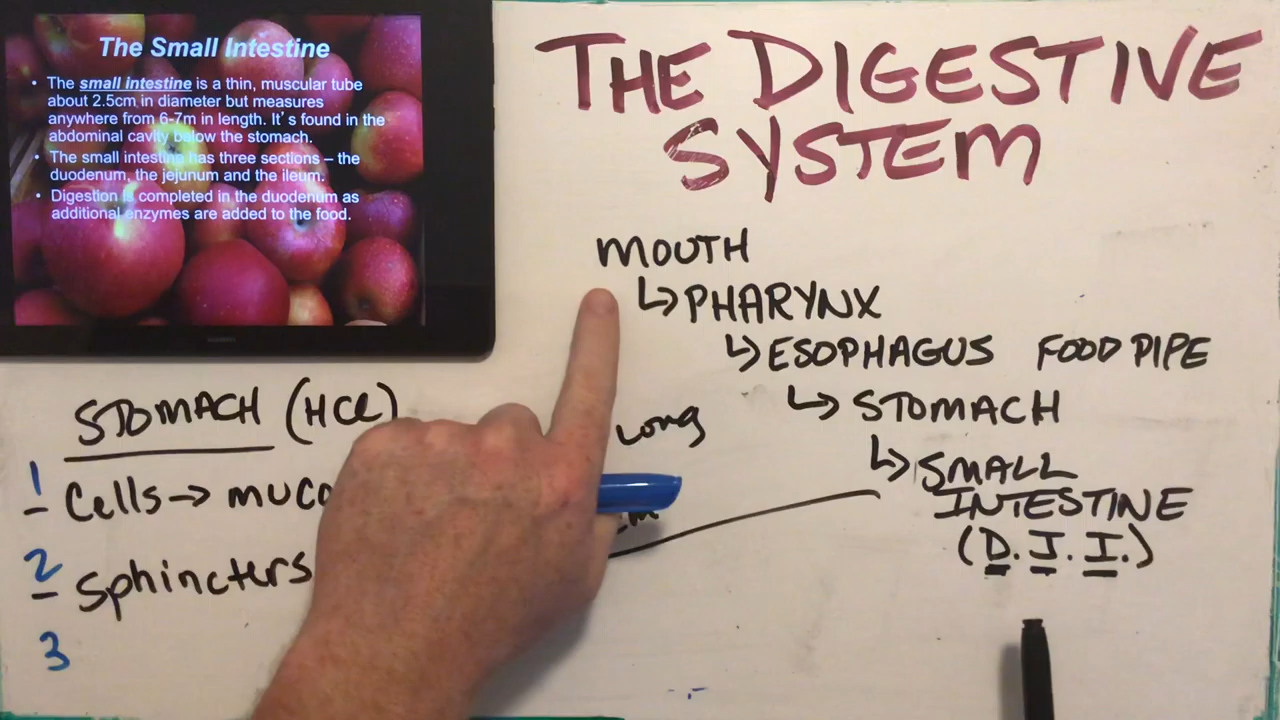 The Small Intestine
• The small intestine is a thin, muscular tube
about 2.5cm in diameter but measures
anywhere from 6-7m in length. It's found in the
abdominal cavity below the stomach.
• The small intestine has three sections – the
duodenum, the jejunum and the ileum.
• Digestion is completed in the duodenum as
additional enzymes are added to the food.
THE DIGESTIVE
SYSTEM
MOUTH
↳ PHARYNX
↳ ESOPHAGUS FOOD PIPE
↳ STOMACH
↳ SMALL
INTESTINE
(D. J. I.)
STOMACH (HCl)
Long
1 Cells → muco
2 Sphincters
3